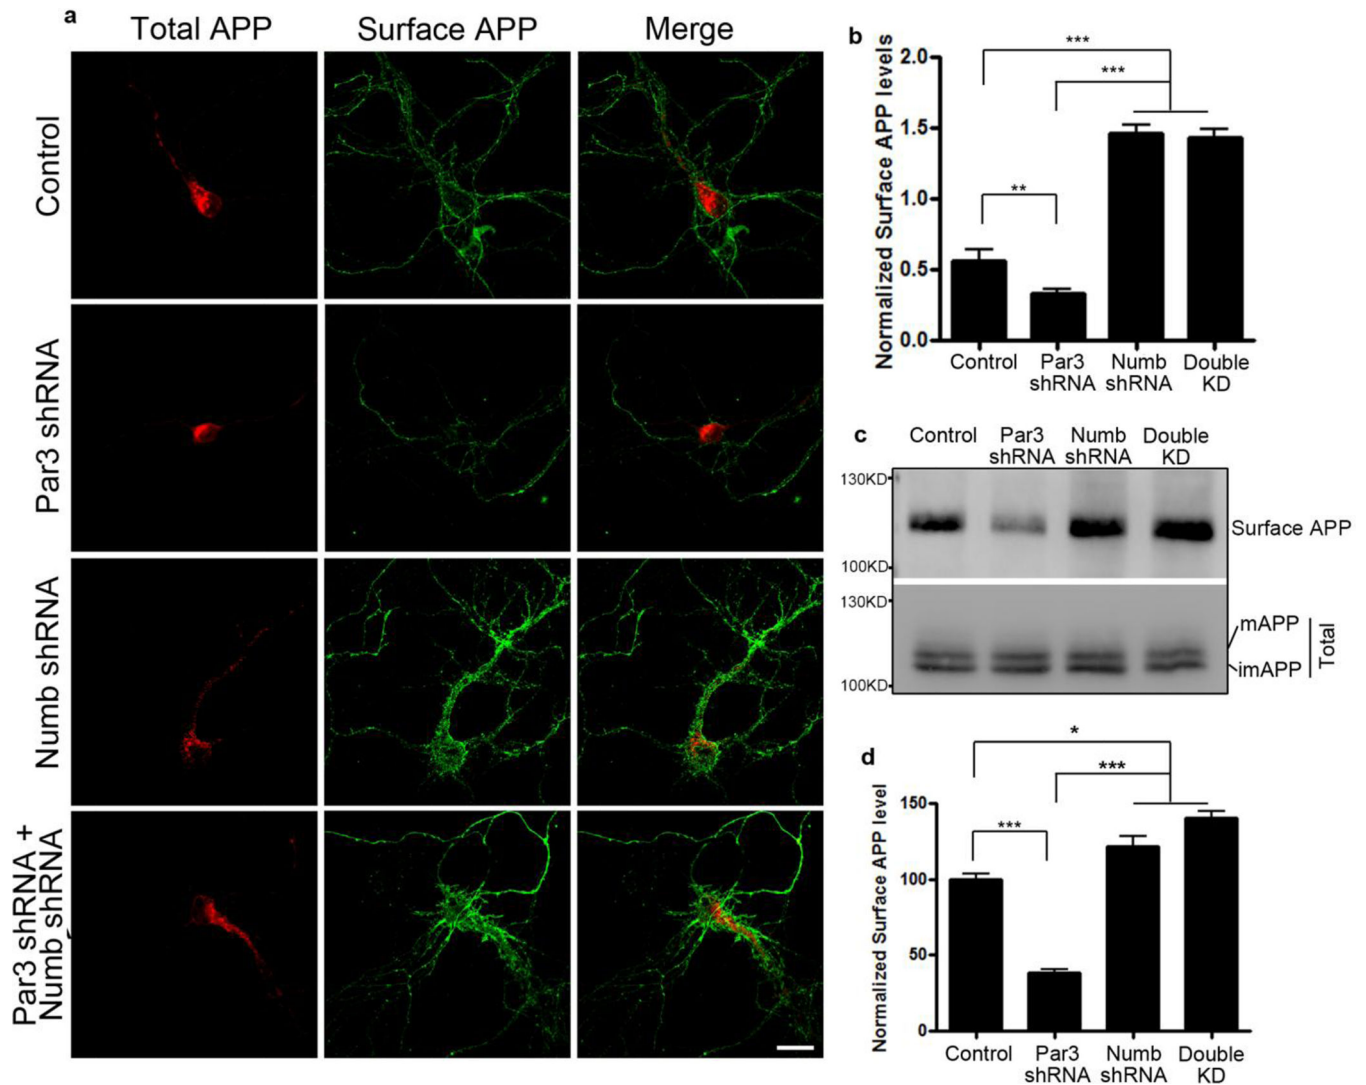 a
Total APP
Surface APP
Merge
Control
Par3 shRNA
Numb shRNA
Par3 shRNA +
Numb shRNA
b
Normalized Surface APP levels
2.0
1.5
1.0
0.5
0.0
***
***
**
Control
Par3
shRNA
Numb
shRNA
Double
KD
c
Control
Par3
shRNA
Numb
shRNA
Double
KD
130KD
100KD
Surface APP
130KD
100KD
mAPP
imAPP
Total
d
Normalized Surface APP level
150
100
50
0
*
***
***
Control
Par3
shRNA
Numb
shRNA
Double
KD